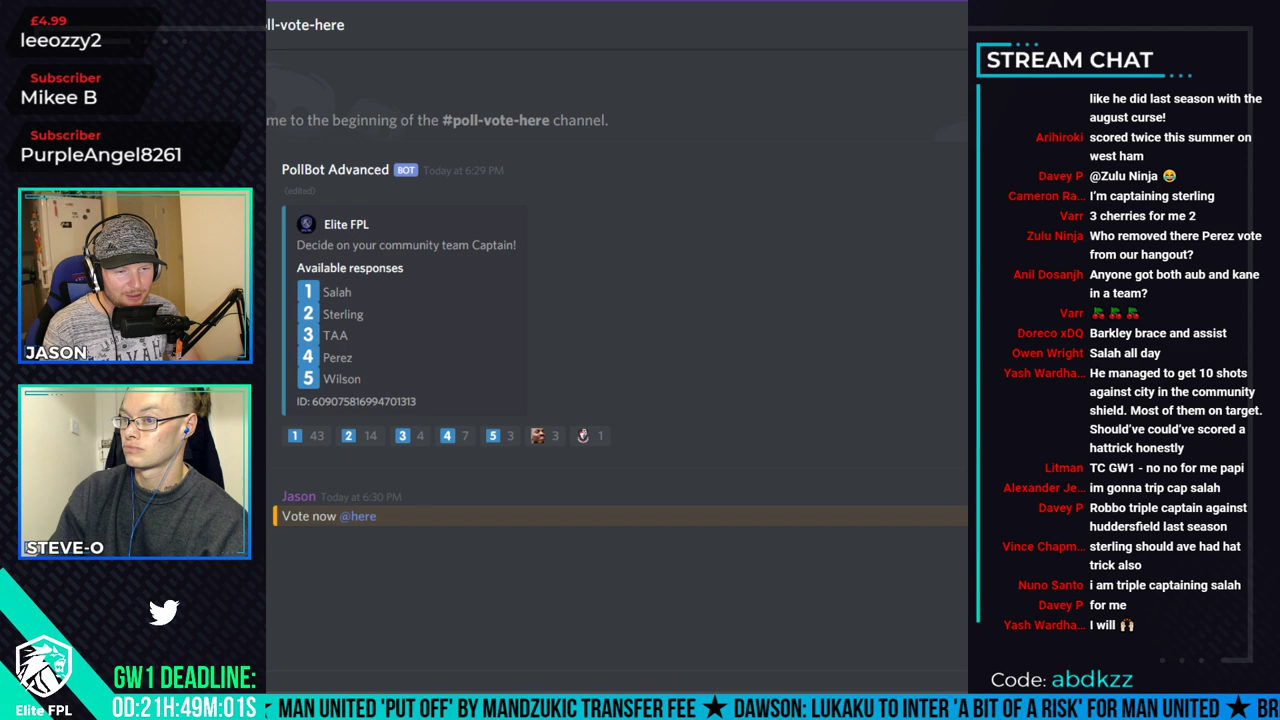 £4.99
leeozzy2
Subscriber
Mikee B
Subscriber
PurpleAngel8261
JASON
STEVE-O
Elite FPL
GW1 DEADLINE:
0D:21H:49M:01S
ll-vote-here
me to the beginning of the #poll-vote-here channel.
PollBot Advanced BOT Today at 6:29 PM
(edited)
Elite FPL
Decide on your community team Captain!
Available responses
1 Salah
2 Sterling
3 TAA
4 Perez
5 Wilson
ID: 609075816994701313
1 43 2 14 3 4 4 7 5 3 3 1
Jason Today at 6:30 PM
Vote now @here
STREAM CHAT
like he did last season with the
august curse!
Arihiroki scored twice this summer on
west ham
Davey P @Zulu Ninja 😂
Cameron Ra... I'm captaining sterling
Varr 3 cherries for me 2
Zulu Ninja Who removed there Perez vote
from our hangout?
Anil Dosanjh Anyone got both aub and kane
in a team?
Varr 🍒 🍒 🍒
Doreco xDQ Barkley brace and assist
Owen Wright Salah all day
Yash Wardha... He managed to get 10 shots
against city in the community
shield. Most of them on target.
Should've could've scored a
hattrick honestly
Litman TC GW1 - no no for me papi
Alexander Je... im gonna trip cap salah
Davey P Robbo triple captain against
huddersfield last season
Vince Chapm... sterling should ave had hat
trick also
Nuno Santo i am triple captaining salah
Davey P for me
Yash Wardha... I will 🙌🏻
Code: abdkzz
MAN UNITED 'PUT OFF' BY MANDZUKIC TRANSFER FEE ★ DAWSON: LUKAKU TO INTER 'A BIT OF A RISK' FOR MAN UNITED ★ BR